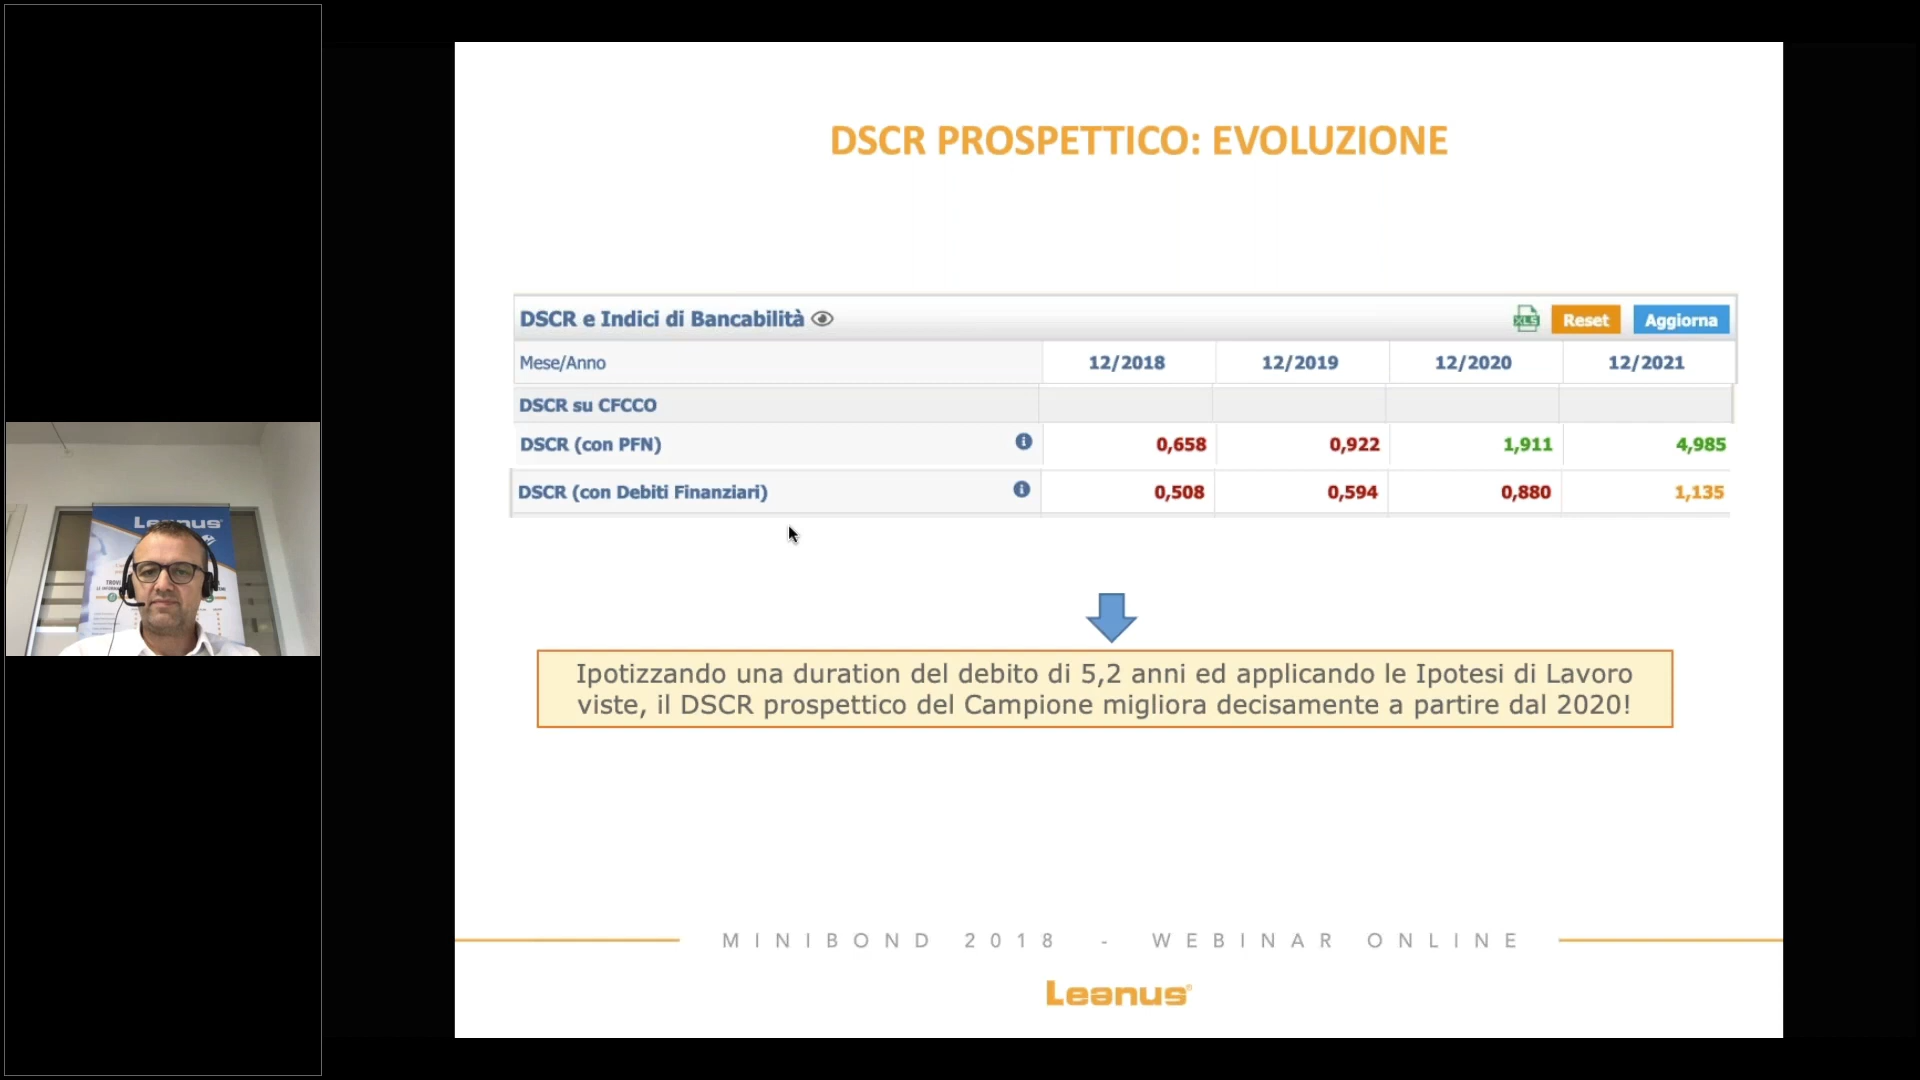 DSCR PROSPETTICO: EVOLUZIONE
DSCR e Indici di Bancabilità XLS Reset Aggiorna
Mese/Anno 12/2018 12/2019 12/2020 12/2021
DSCR su CFCCO
DSCR (con PFN) 0,658 0,922 1,911 4,985
DSCR (con Debiti Finanziari) 0,508 0,594 0,880 1,135
Leanus
Ipotizzando una duration del debito di 5,2 anni ed applicando le Ipotesi di Lavoro
viste, il DSCR prospettico del Campione migliora decisamente a partire dal 2020!
MINIBOND 2018 - WEBINAR ONLINE
Leanus®